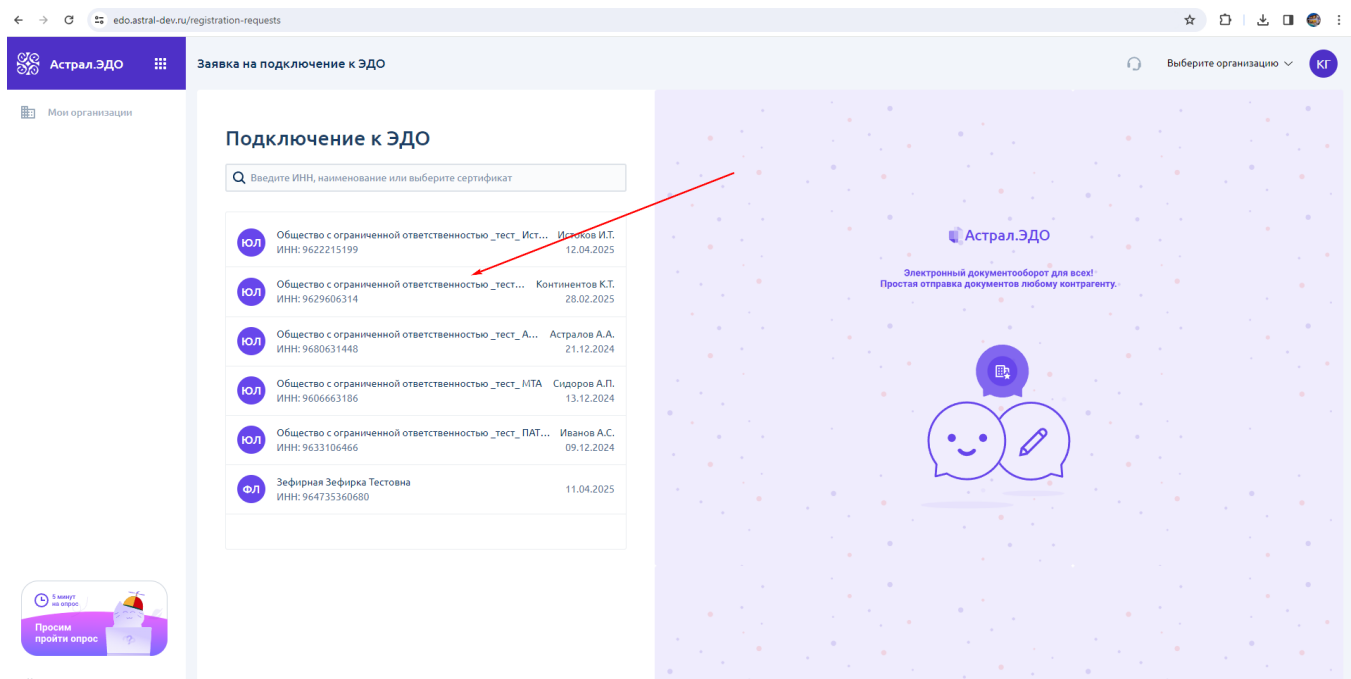 edo.astral-dev.ru/registration-requests
Астрал.ЭДО
Заявка на подключение к ЭДО
Выберите организацию
КГ
Мои организации
Подключение к ЭДО
Введите ИНН, наименование или выберите сертификат
ЮЛ
Общество с ограниченной ответственностью _тест_ Ист... Истоков И.Т.
ИНН: 9622215199 12.04.2025
ЮЛ
Общество с ограниченной ответственностью _тест... Континентов К.Т.
ИНН: 9629606314 28.02.2025
ЮЛ
Общество с ограниченной ответственностью _тест_ А... Астралов А.А.
ИНН: 9680631448 21.12.2024
ЮЛ
Общество с ограниченной ответственностью _тест_ МТА Сидоров А.П.
ИНН: 9606663186 13.12.2024
ЮЛ
Общество с ограниченной ответственностью _тест_ ПАТ... Иванов А.С.
ИНН: 9633106466 09.12.2024
ФЛ
Зефирная Зефирка Тестовна
ИНН: 964735360680 11.04.2025
Астрал.ЭДО
Электронный документооборот для всех!
Простая отправка документов любому контрагенту.
5 минут
на опрос
Просим
пройти опрос
?